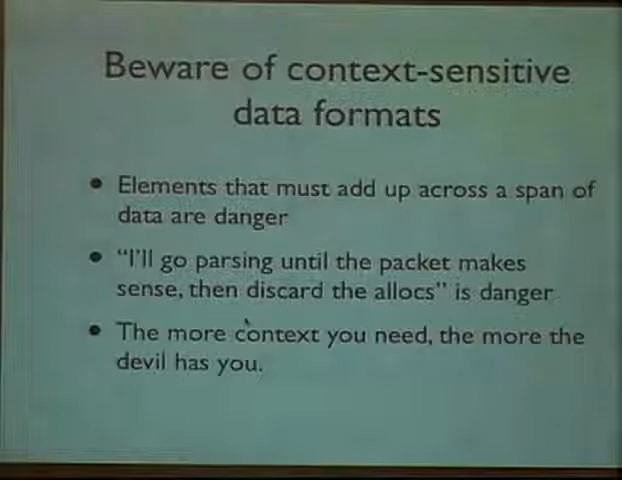 Beware of context-sensitive
data formats
• Elements that must add up across a span of
data are danger
• "I'll go parsing until the packet makes
sense, then discard the allocs" is danger
• The more context you need, the more the
devil has you.